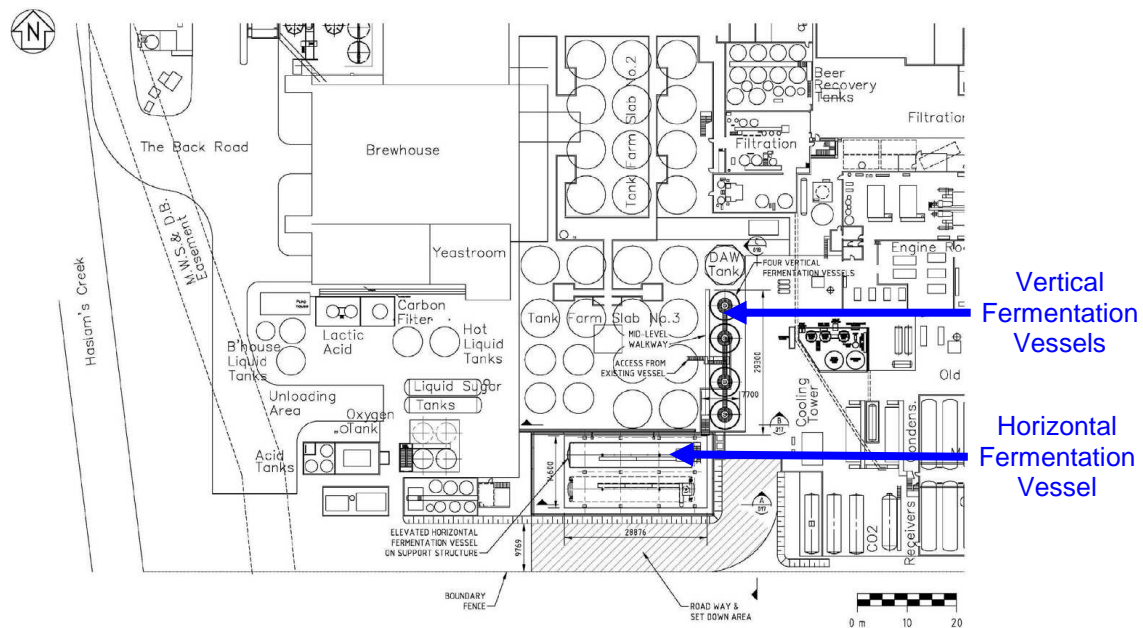 N
The Back Road
M.W.S.& D.B.
Easement
Haslam's Creek
Brewhouse
Yeastroom
Tank Farm Slab No.2
Beer
Recovery
Tanks
Filtration
Filtration
Engine Ro
DAW
Tank
FOUR VERTICAL
FERMENTATION VESSELS
Tank Farm Slab No.3
MID-LEVEL
WALKWAY
ACCESS FROM
EXISTING VESSEL
29300
7700
Vertical
Fermentation
Vessels
Carbon
Filter
Lactic
Acid
Hot
Liquid
Tanks
B'house
Liquid
Tanks
Liquid Sugar
Tanks
Unloading
Area
Oxygen
Tank
Acid
Tanks
Cooling
Tower
Old
Condens.
B
217
Horizontal
Fermentation
Vessel
A
CO2
Receivers
ELEVATED HORIZONTAL
FERMENTATION VESSEL
ON SUPPORT STRUCTURE
28876
9769
BOUNDARY
FENCE
ROAD WAY &
SET DOWN AREA
0 m 10 20